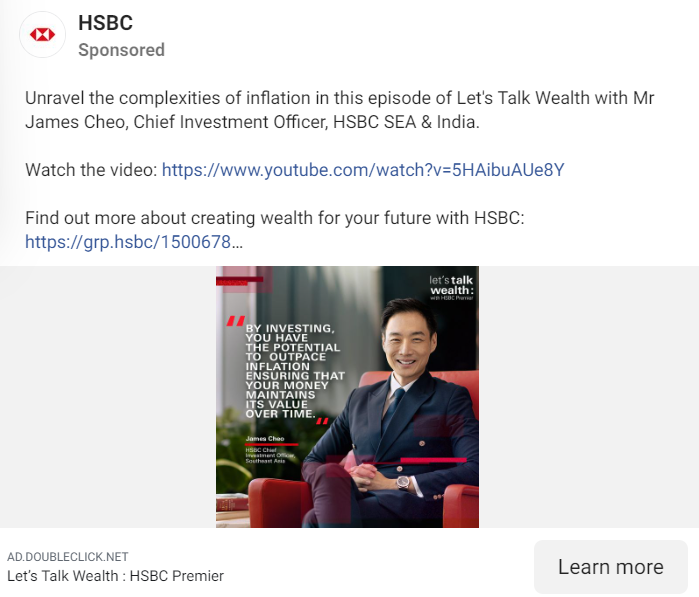 HSBC
Sponsored
Unravel the complexities of inflation in this episode of Let's Talk Wealth with Mr
James Cheo, Chief Investment Officer, HSBC SEA & India.
Watch the video: https://www.youtube.com/watch?v=5HAibuAUe8Y
Find out more about creating wealth for your future with HSBC:
https://grp.hsbc/1500678...
let's talk
wealth:
with HSBC Premier
"BY INVESTING,
YOU HAVE
THE POTENTIAL
TO OUTPACE
INFLATION
ENSURING THAT
YOUR MONEY
MAINTAINS
ITS VALUE
OVER TIME."
James Cheo
HSBC Chief
Investment Officer
Southeast Asia
AD.DOUBLECLICK.NET
Let's Talk Wealth : HSBC Premier
Learn more